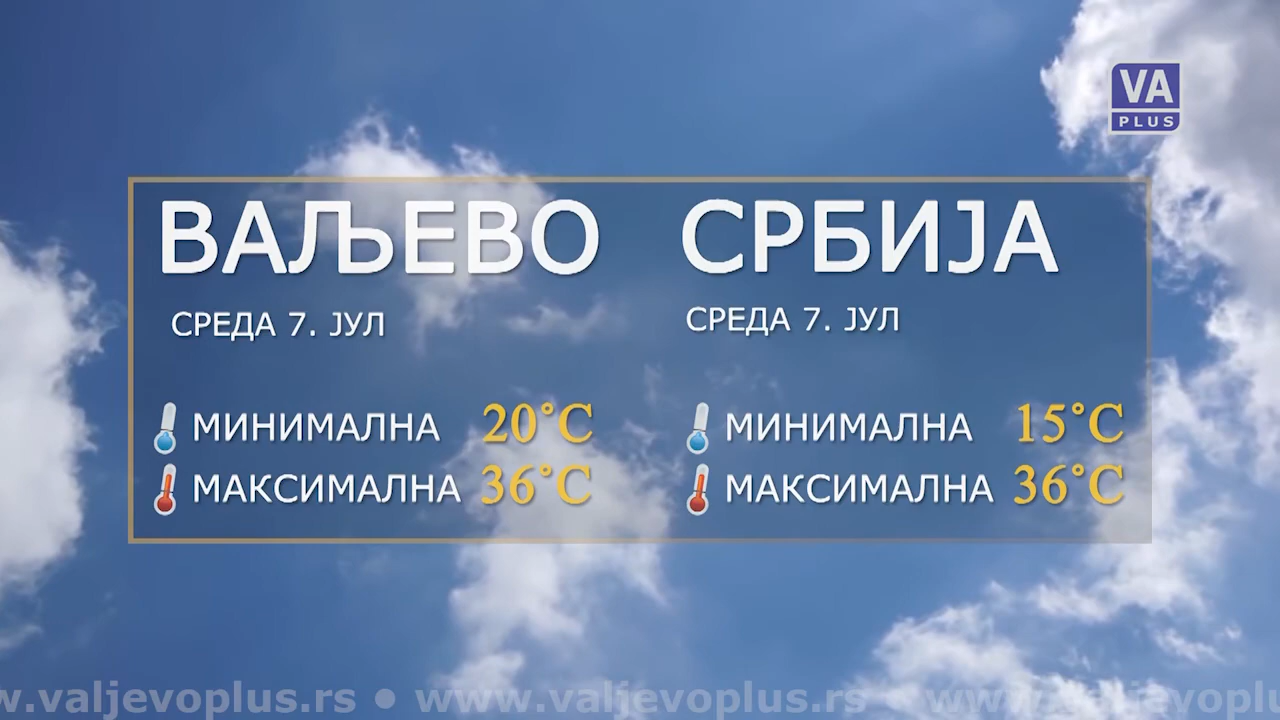 VA
PLUS
ВАЉЕВО
СРЕДА 7. ЈУЛ
МИНИМАЛНА 20°C
МАКСИМАЛНА 36°C
СРБИЈА
СРЕДА 7. ЈУЛ
МИНИМАЛНА 15°C
МАКСИМАЛНА 36°C
w.valjevoplus.rs • www.valjevoplus.rs • www.valjevoplu